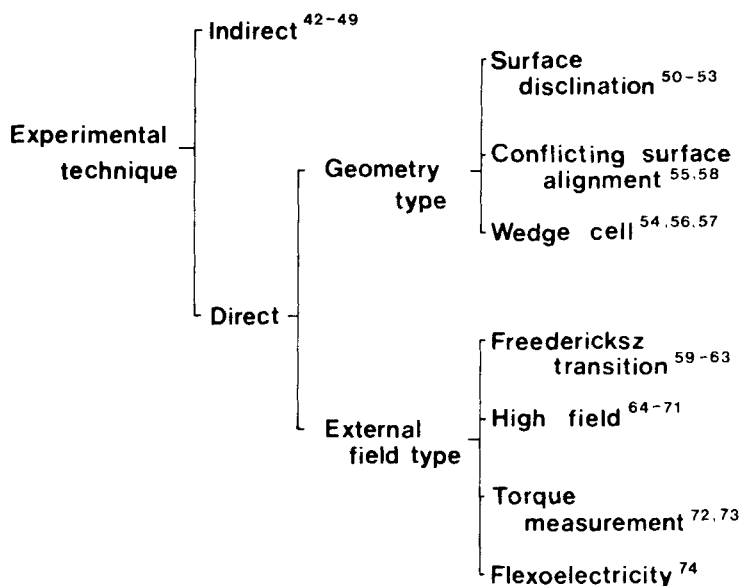 Indirect 42-49
Experimental
technique
Direct
Geometry
type
Surface
disclination 50-53
Conflicting surface
alignment 55,58
Wedge cell 54,56,57
External
field type
Freedericksz
transition 59-63
High field 64-71
Torque
measurement 72,73
Flexoelectricity 74